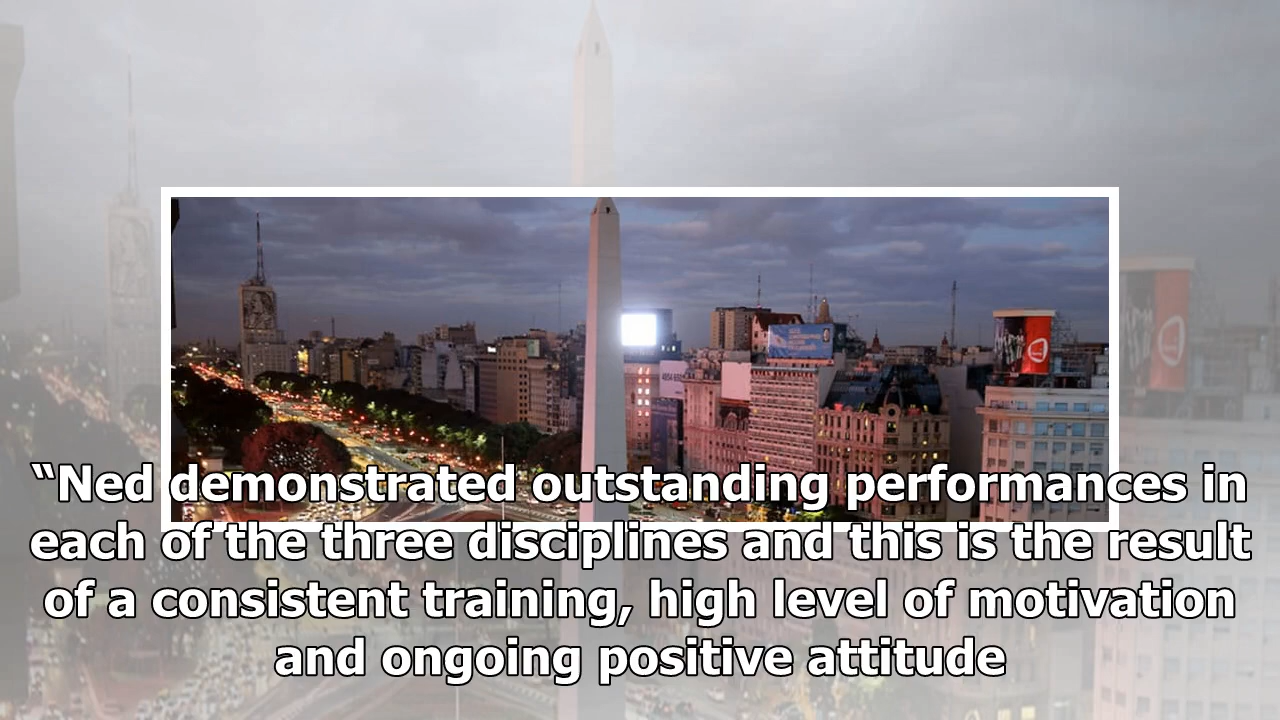 “Ned demonstrated outstanding performances in
each of the three disciplines and this is the result
of a consistent training, high level of motivation
and ongoing positive attitude